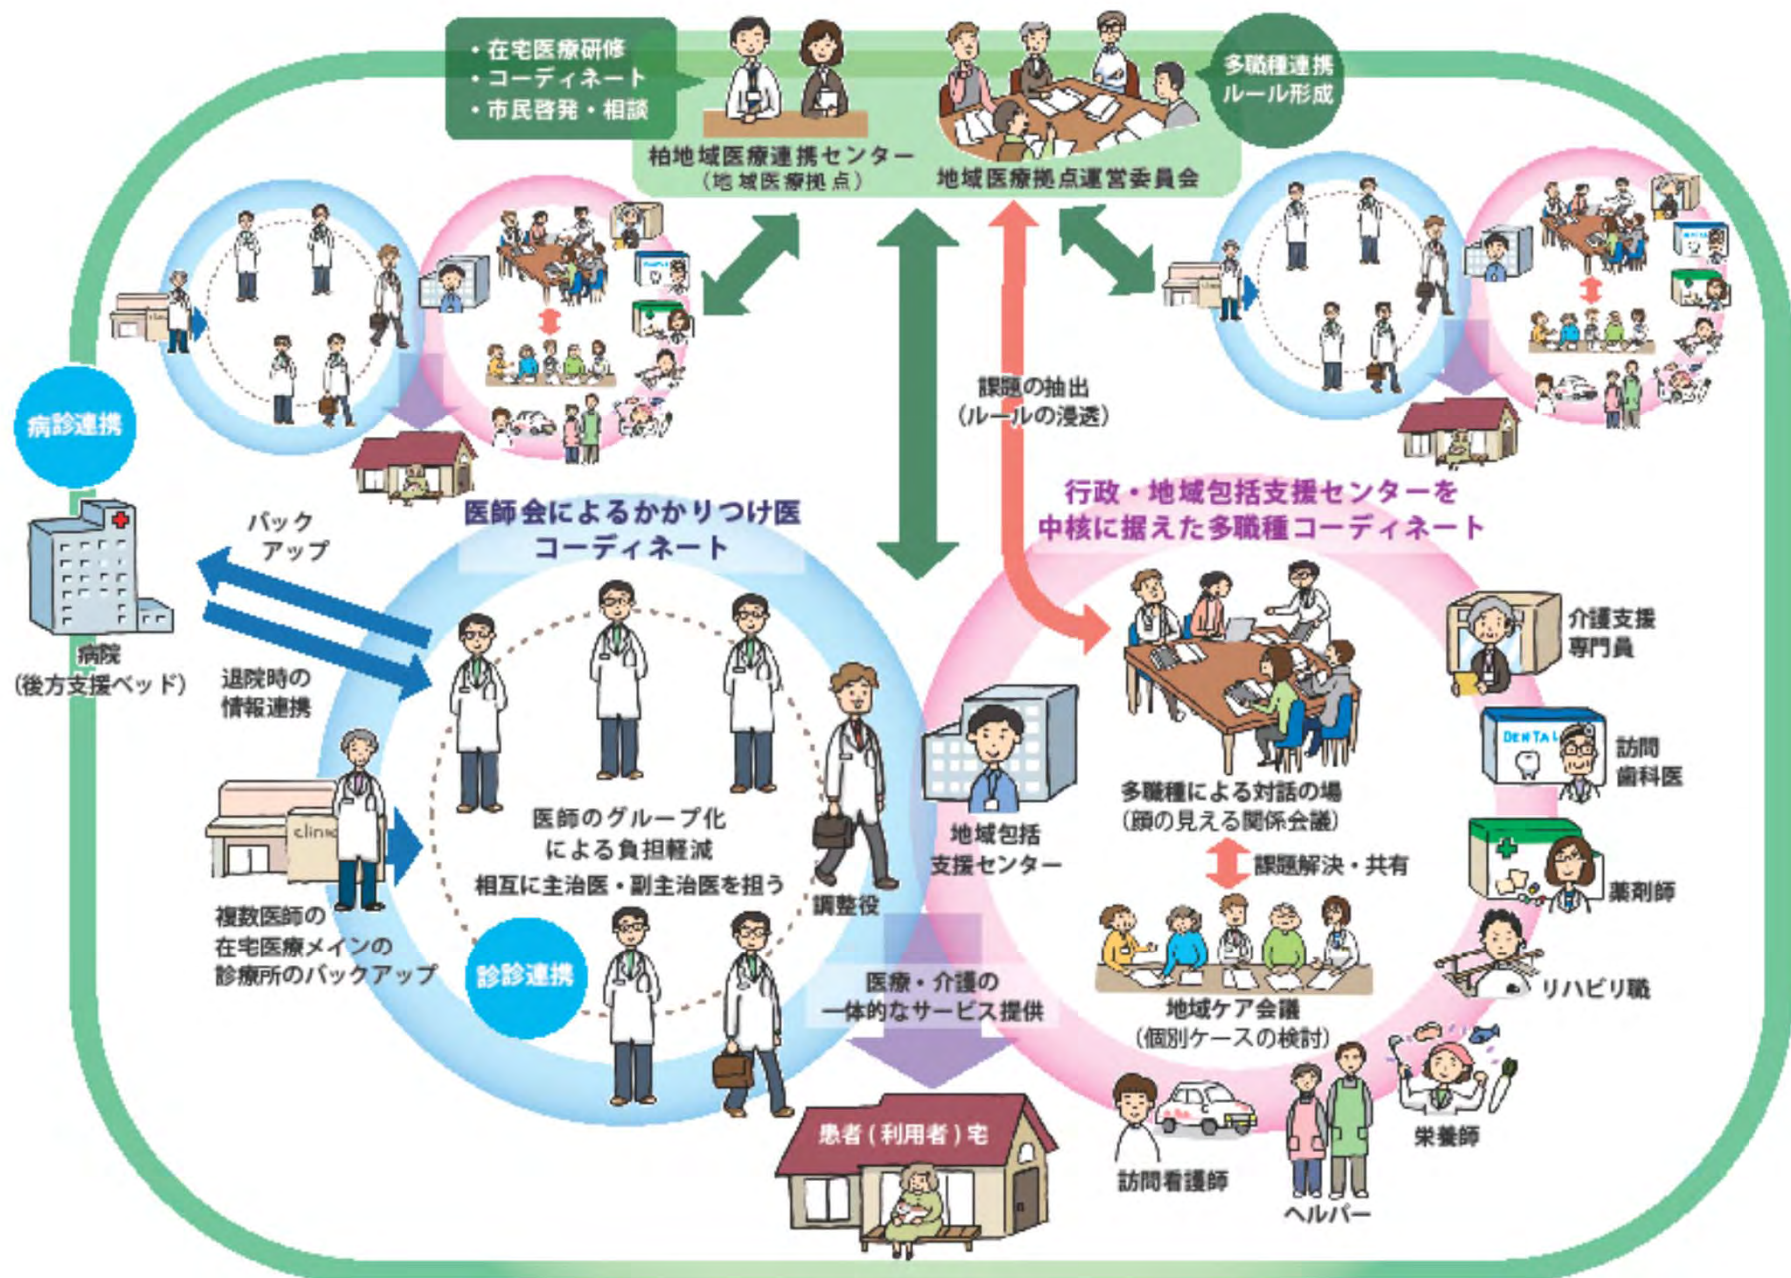 ・在宅医療研修
・コーディネート
・市民啓発・相談
多職種連携
ルール形成
柏地域医療連携センター
（地域医療拠点）
地域医療拠点運営委員会
課題の抽出
（ルールの浸透）
病診連携
病院
（後方支援ベッド）
バック
アップ
退院時の
情報連携
医師会によるかかりつけ医
コーディネート
行政・地域包括支援センターを
中核に据えた多職種コーディネート
clinic
複数医師の
在宅医療メインの
診療所のバックアップ
医師のグループ化
による負担軽減
相互に主治医・副主治医を担う
診診連携
調整役
地域包括
支援センター
医療・介護の
一体的なサービス提供
患者(利用者)宅
多職種による対話の場
（顔の見える関係会議）
課題解決・共有
地域ケア会議
（個別ケースの検討）
介護支援
専門員
DENTAL
訪問
歯科医
薬剤師
リハビリ職
栄養師
ヘルパー
訪問看護師